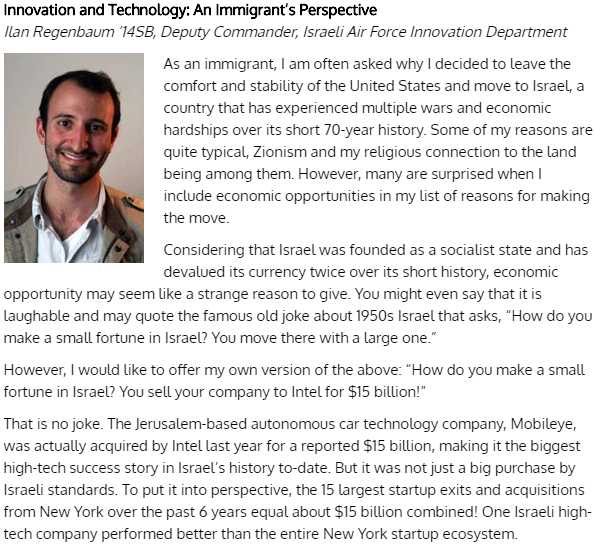 Innovation and Technology: An Immigrant's Perspective
Ilan Regenbaum '14SB, Deputy Commander, Israeli Air Force Innovation Department
As an immigrant, I am often asked why I decided to leave the
comfort and stability of the United States and move to Israel, a
country that has experienced multiple wars and economic
hardships over its short 70-year history. Some of my reasons are
quite typical, Zionism and my religious connection to the land
being among them. However, many are surprised when I
include economic opportunities in my list of reasons for making
the move.
Considering that Israel was founded as a socialist state and has
devalued its currency twice over its short history, economic
opportunity may seem like a strange reason to give. You might even say that it is
laughable and may quote the famous old joke about 1950s Israel that asks, “How do you
make a small fortune in Israel? You move there with a large one.”
However, I would like to offer my own version of the above: “How do you make a small
fortune in Israel? You sell your company to Intel for $15 billion!”
That is no joke. The Jerusalem-based autonomous car technology company, Mobileye,
was actually acquired by Intel last year for a reported $15 billion, making it the biggest
high-tech success story in Israel's history to-date. But it was not just a big purchase by
Israeli standards. To put it into perspective, the 15 largest startup exits and acquisitions
from New York over the past 6 years equal about $15 billion combined! One Israeli high-
tech company performed better than the entire New York startup ecosystem.